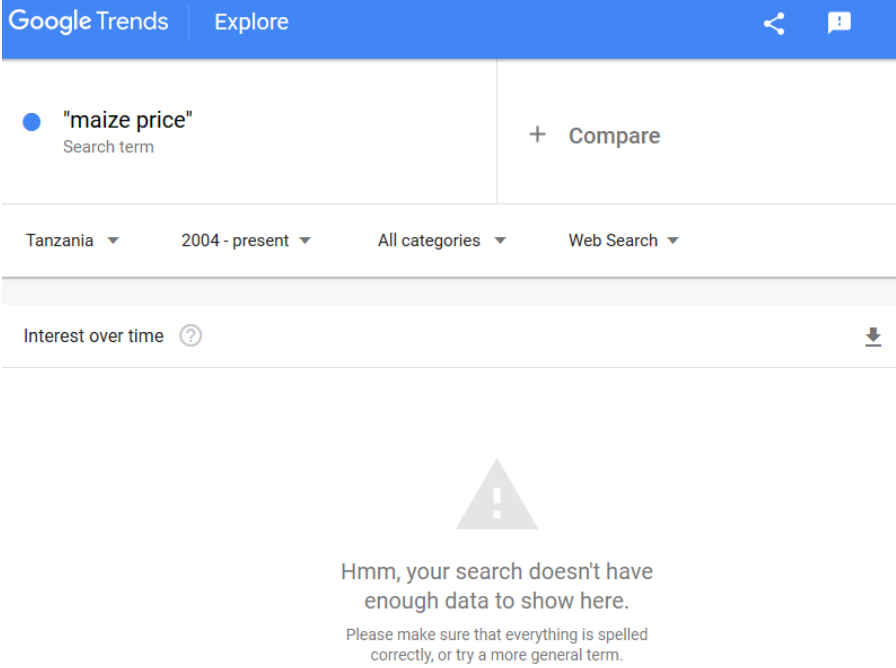 Google Trends Explore
"maize price"
Search term
+ Compare
Tanzania 2004 - present All categories Web Search
Interest over time ?
Hmm, your search doesn't have
enough data to show here.
Please make sure that everything is spelled
correctly, or try a more general term.